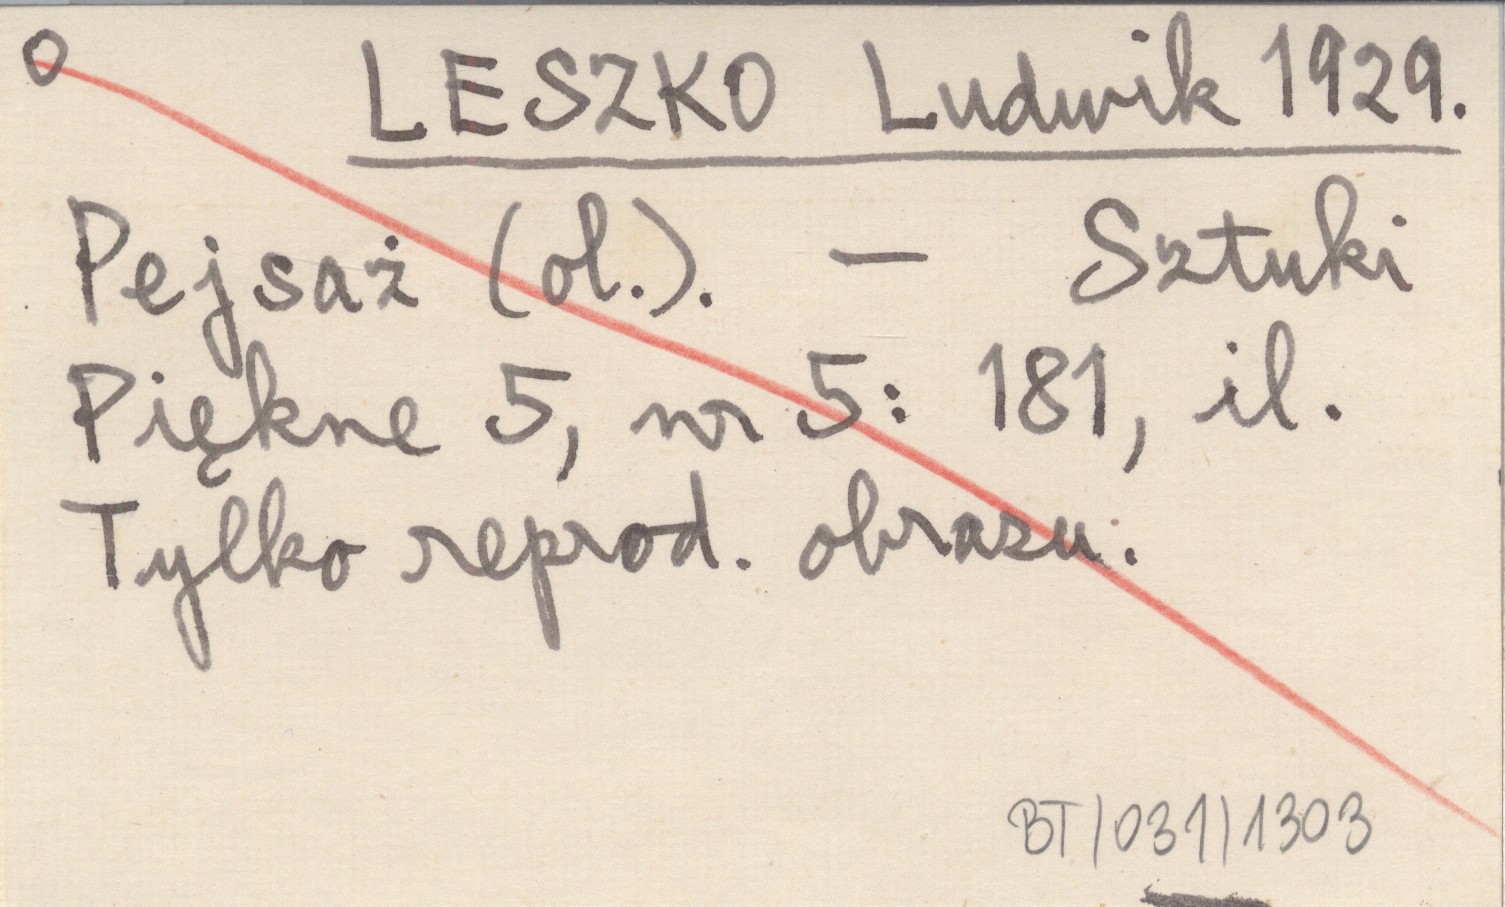 O LESZKO Ludwik 1929.
Pejsaż (ol.). — Sztuki
Piękne 5, nr 5: 181, il.
Tylko reprod. obrazu.
BT/031/1303